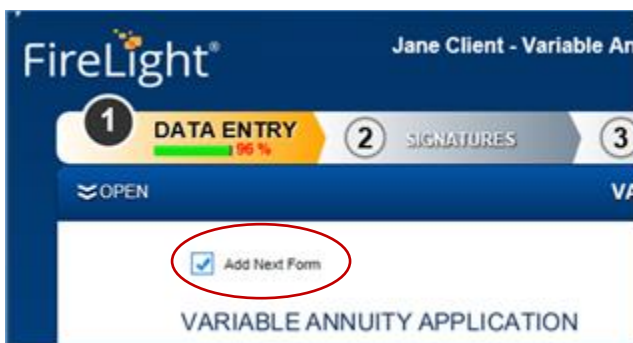 FireLight®
Jane Client - Variable An
1 DATA ENTRY 2 SIGNATURES 3
96 %
OPEN VA
Add Next Form
VARIABLE ANNUITY APPLICATION